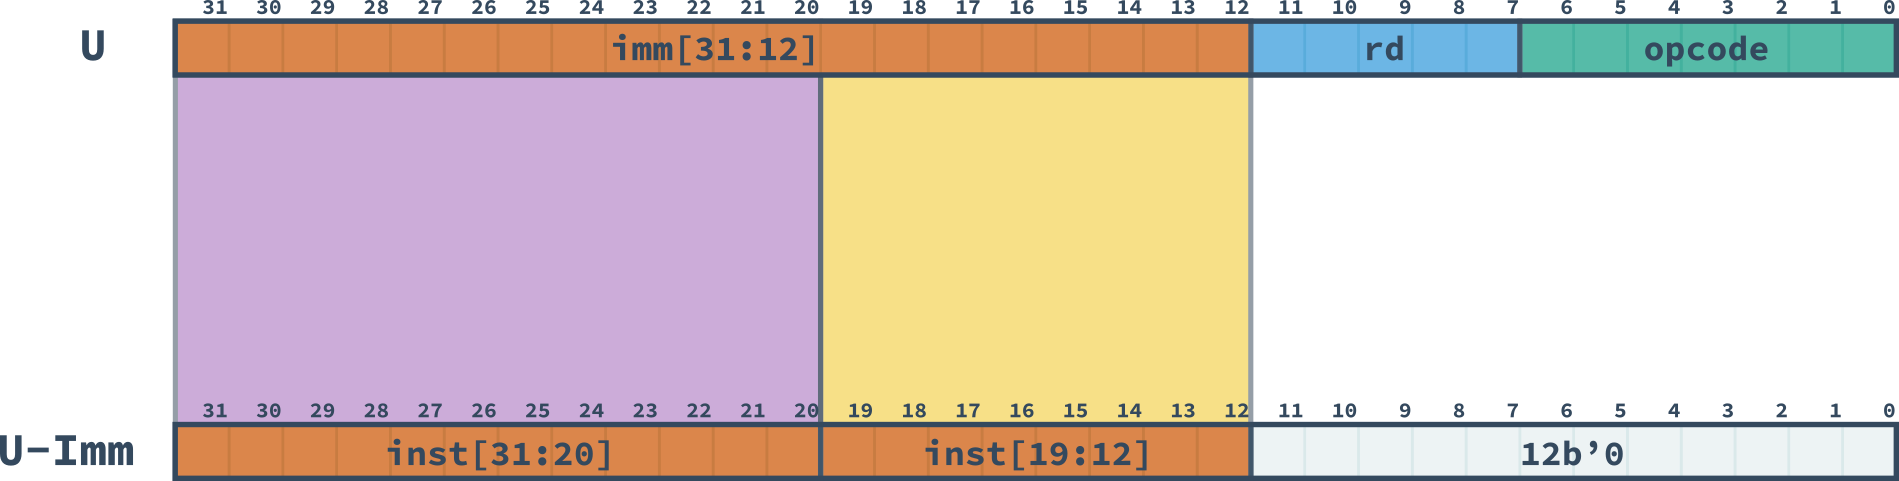 31 30 29 28 27 26 25 24 23 22 21 20 19 18 17 16 15 14 13 12 11 10 9 8 7 6 5 4 3 2 1 0
U imm[31:12] rd opcode
31 30 29 28 27 26 25 24 23 22 21 20 19 18 17 16 15 14 13 12 11 10 9 8 7 6 5 4 3 2 1 0
U-Imm inst[31:20] inst[19:12] 12b’0